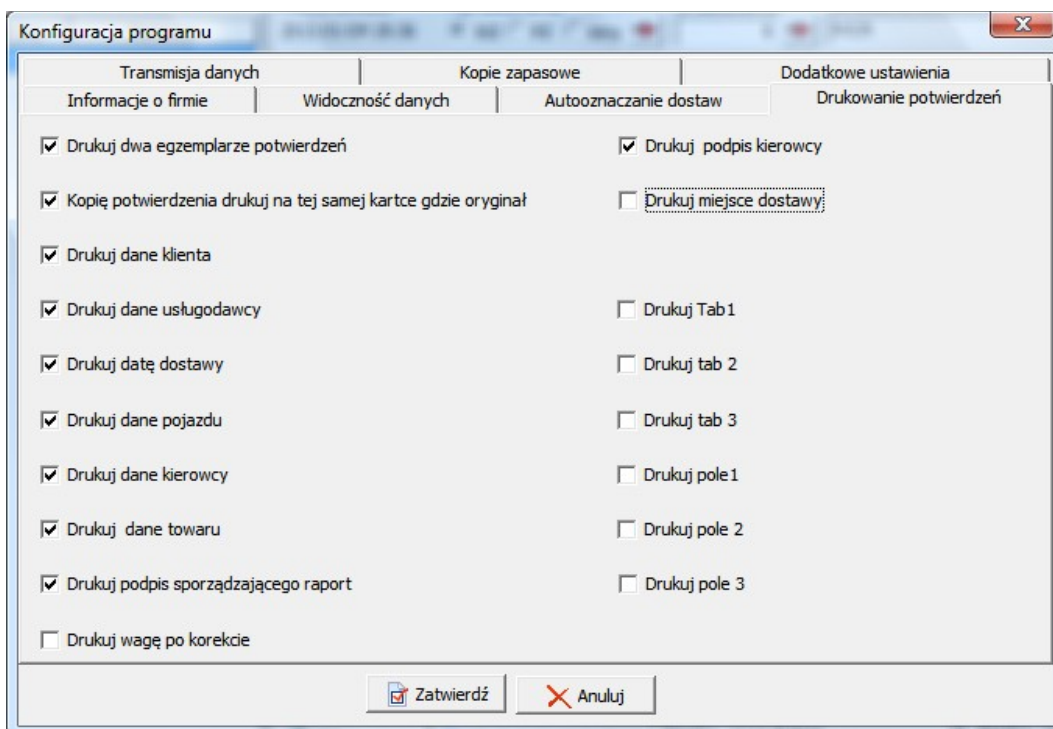 Konfiguracja programu
Transmisja danych
Kopie zapasowe
Dodatkowe ustawienia
Informacje o firmie
Widoczność danych
Autooznaczanie dostaw
Drukowanie potwierdzeń
Drukuj dwa egzemplarze potwierdzeń
Kopię potwierdzenia drukuj na tej samej kartce gdzie oryginał
Drukuj dane klienta
Drukuj dane usługodawcy
Drukuj datę dostawy
Drukuj dane pojazdu
Drukuj dane kierowcy
Drukuj  dane towaru
Drukuj podpis sporządzającego raport
Drukuj wagę po korekcie
Drukuj  podpis kierowcy
Drukuj miejsce dostawy
Drukuj Tab1
Drukuj tab 2
Drukuj tab 3
Drukuj pole1
Drukuj pole 2
Drukuj pole 3
Zatwierdź
Anuluj